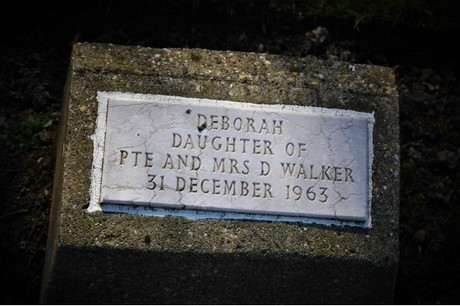 DEBORAH
DAUGHTER OF
PTE AND MRS D WALKER
31 DECEMBER 1963